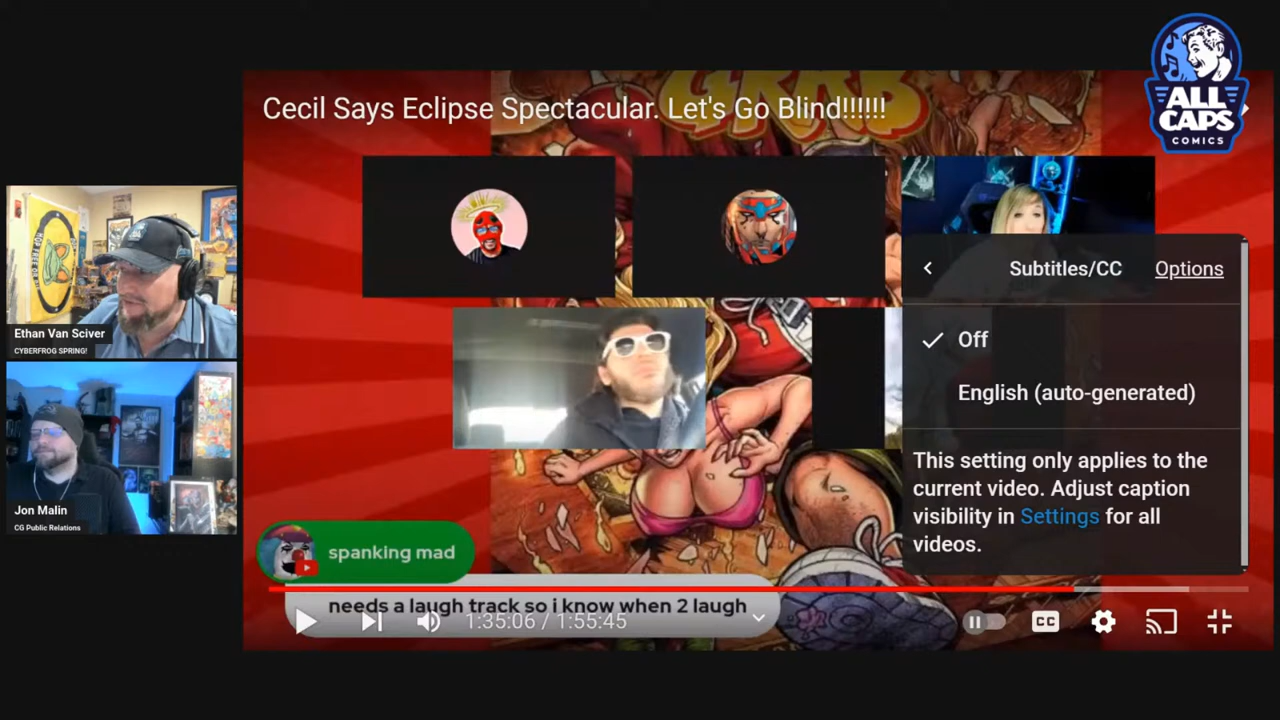 ALL
CAPS
COMICS
Cecil Says Eclipse Spectacular. Let's Go Blind!!!!!!
GRAB
Subtitles/CC
Options
Off
English (auto-generated)
This setting only applies to the
current video. Adjust caption
visibility in Settings for all
videos.
Ethan Van Sciver
CYBERFROG SPRING!
Jon Malin
CG Public Relations
spanking mad
needs a laugh track so i know when 2 laugh
1:35:06 / 1:55:45
CC